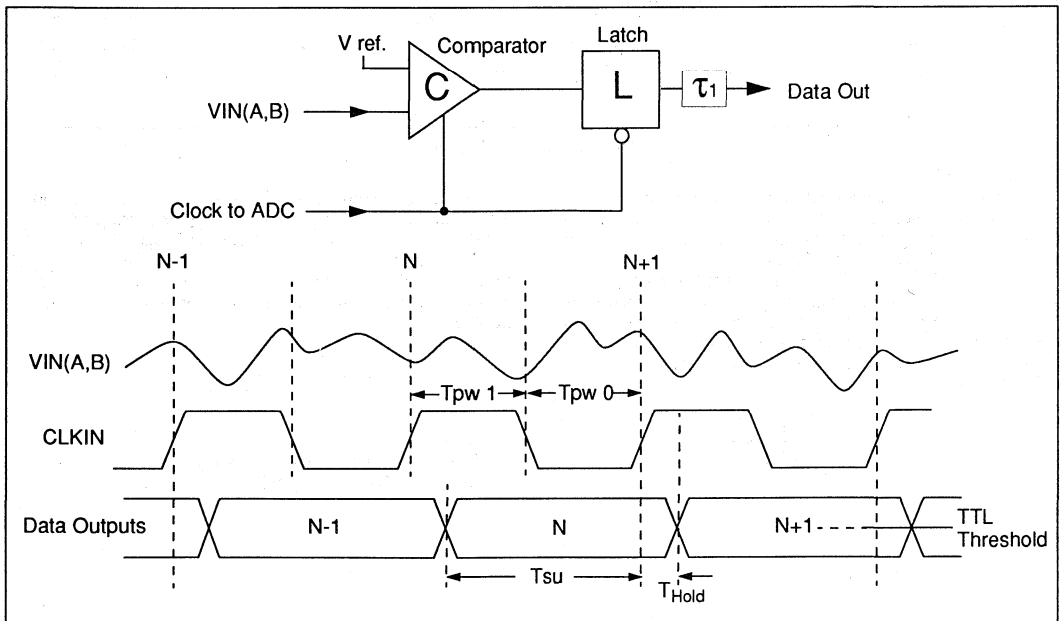 Latch
V ref.
Comparator
C
L
τ1
Data Out
VIN(A,B)
Clock to ADC
N-1
N
N+1
VIN(A,B)
Tpw 1
Tpw 0
CLKIN
Data Outputs
N-1
N
N+1
TTL
Threshold
Tsu
THold